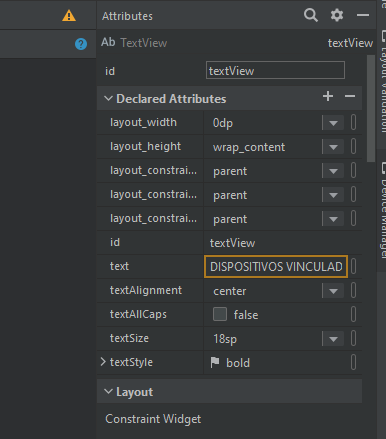 Attributes
Ab TextView textView
id textView
Declared Attributes
layout_width 0dp
layout_height wrap_content
layout_constrai... parent
layout_constrai... parent
layout_constrai... parent
id textView
text DISPOSITIVOS VINCULAD
textAlignment center
textAllCaps false
textSize 18sp
textStyle bold
Layout
Constraint Widget
Layout Validation
Device Manager